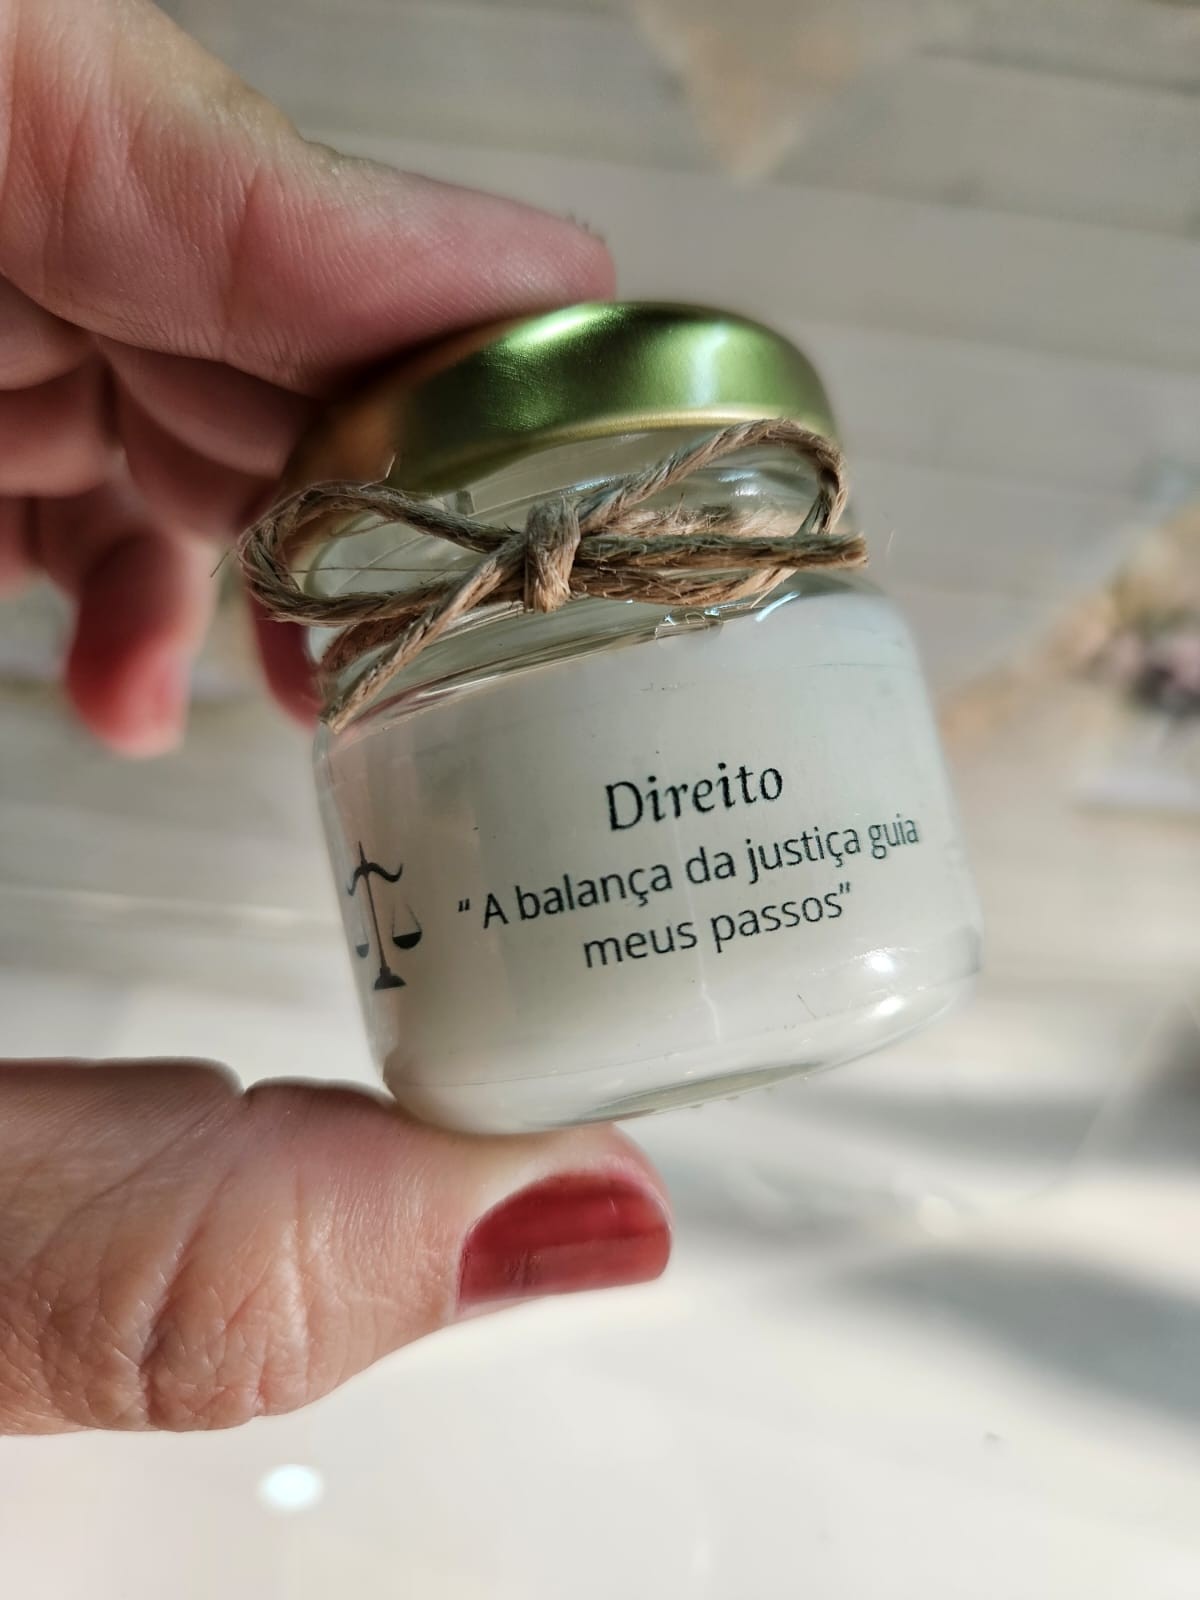 Direito
“ A balança da justiça guia
meus passos”